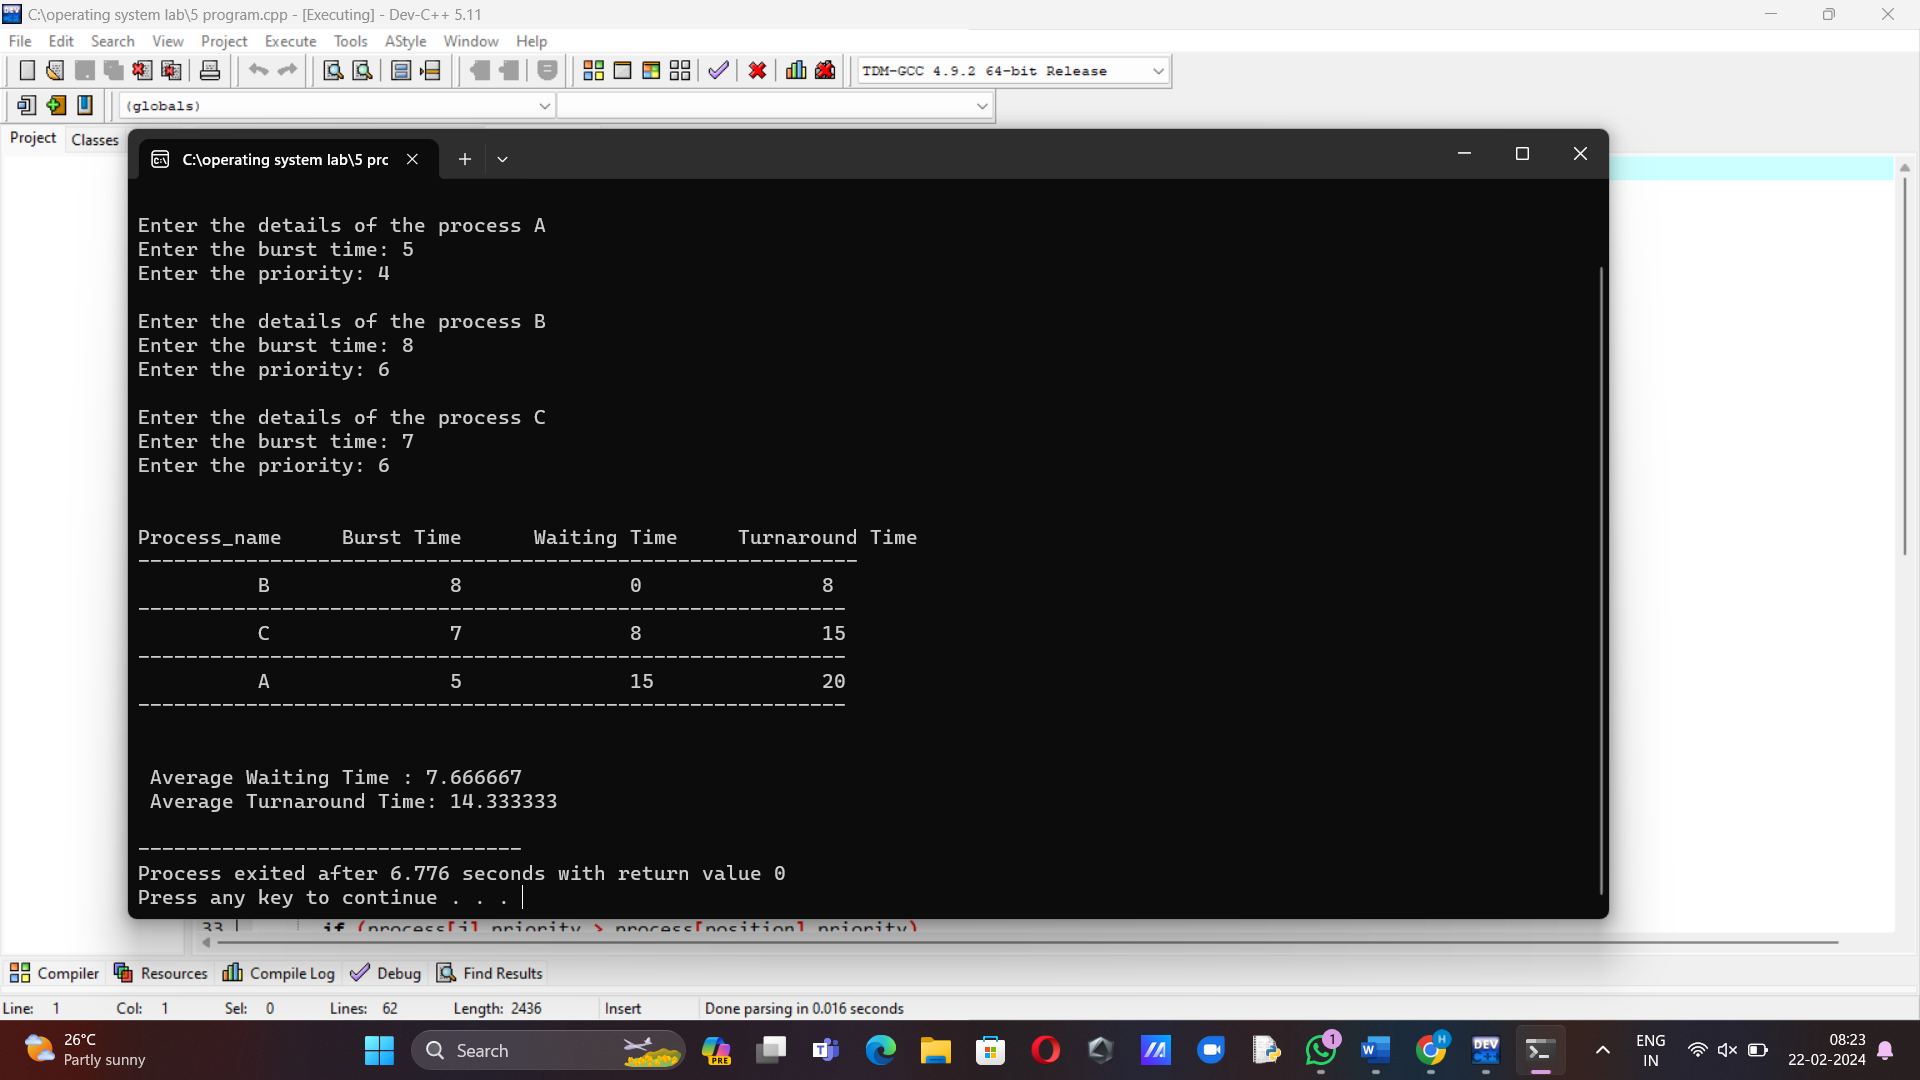 C:\operating system lab\5 program.cpp - [Executing] - Dev-C++ 5.11
File Edit Search View Project Execute Tools AStyle Window Help
TDM-GCC 4.9.2 64-bit Release
(globals)
Project Classes
C:\operating system lab\5 prc
Enter the details of the process A
Enter the burst time: 5
Enter the priority: 4
Enter the details of the process B
Enter the burst time: 8
Enter the priority: 6
Enter the details of the process C
Enter the burst time: 7
Enter the priority: 6
Process_name Burst Time Waiting Time Turnaround Time
------------------------------------------------------------
B 8 0 8
-----------------------------------------------------------
C 7 8 15
-----------------------------------------------------------
A 5 15 20
-----------------------------------------------------------
Average Waiting Time : 7.666667
Average Turnaround Time: 14.333333
--------------------------------
Process exited after 6.776 seconds with return value 0
Press any key to continue . . .
33 if (process[j].priority > process[position].priority)
Compiler Resources Compile Log Debug Find Results
Line: 1 Col: 1 Sel: 0 Lines: 62 Length: 2436 Insert Done parsing in 0.016 seconds
26°C
Partly sunny
Search
PRE
1
H
DEV
ENG
IN
08:23
22-02-2024